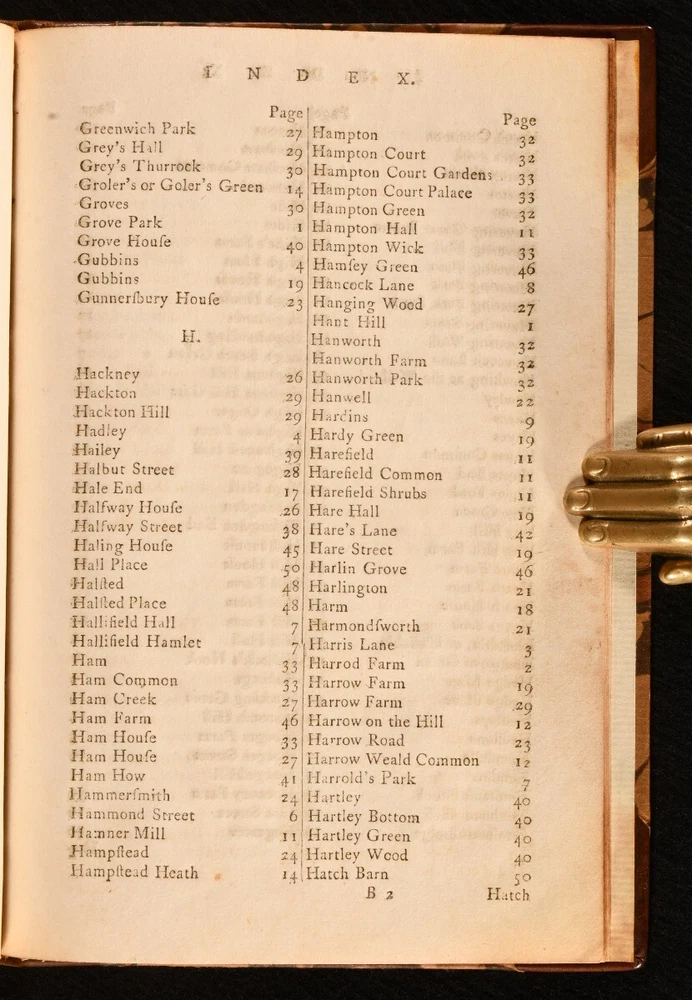 I N D E X.
Page
Greenwich Park 27
Grey's Hall 29
Grey's Thurrock 30
Groler's or Goler's Green 14
Groves 30
Grove Park 1
Grove Houſe 40
Gubbins 4
Gubbins 19
Gunnerſbury Houſe 23
H.
Hackney 26
Hackton 29
Hackton Hill 29
Hadley 4
Hailey 39
Halbut Street 28
Hale End 17
Halfway Houſe 26
Halfway Street 38
Haling Houſe 45
Hall Place 50
Halſted 48
Halſted Place 48
Hallifield Hall 7
Hallifield Hamlet 7
Ham 33
Ham Common 33
Ham Creek 27
Ham Farm 46
Ham Houſe 33
Ham Houſe 27
Ham How 41
Hammerſmith 24
Hammond Street 6
Hamner Mill 11
Hampſtead 24
Hampſtead Heath 14
Page
Hampton 32
Hampton Court 32
Hampton Court Gardens 33
Hampton Court Palace 33
Hampton Green 32
Hampton Hall 11
Hampton Wick 33
Hamſey Green 46
Hancock Lane 8
Hanging Wood 27
Hant Hill 1
Hanworth 32
Hanworth Farm 32
Hanworth Park 32
Hanwell 22
Hardins 9
Hardy Green 19
Harefield 11
Harefield Common 11
Harefield Shrubs 11
Hare Hall 19
Hare's Lane 42
Hare Street 19
Harlin Grove 46
Harlington 21
Harm 18
Harmondſworth 21
Harris Lane 3
Harrod Farm 2
Harrow Farm 19
Harrow Farm 29
Harrow on the Hill 12
Harrow Road 23
Harrow Weald Common 12
Harrold's Park 7
Hartley 40
Hartley Bottom 40
Hartley Green 40
Hartley Wood 40
Hatch Barn 50
B 2 Hatch